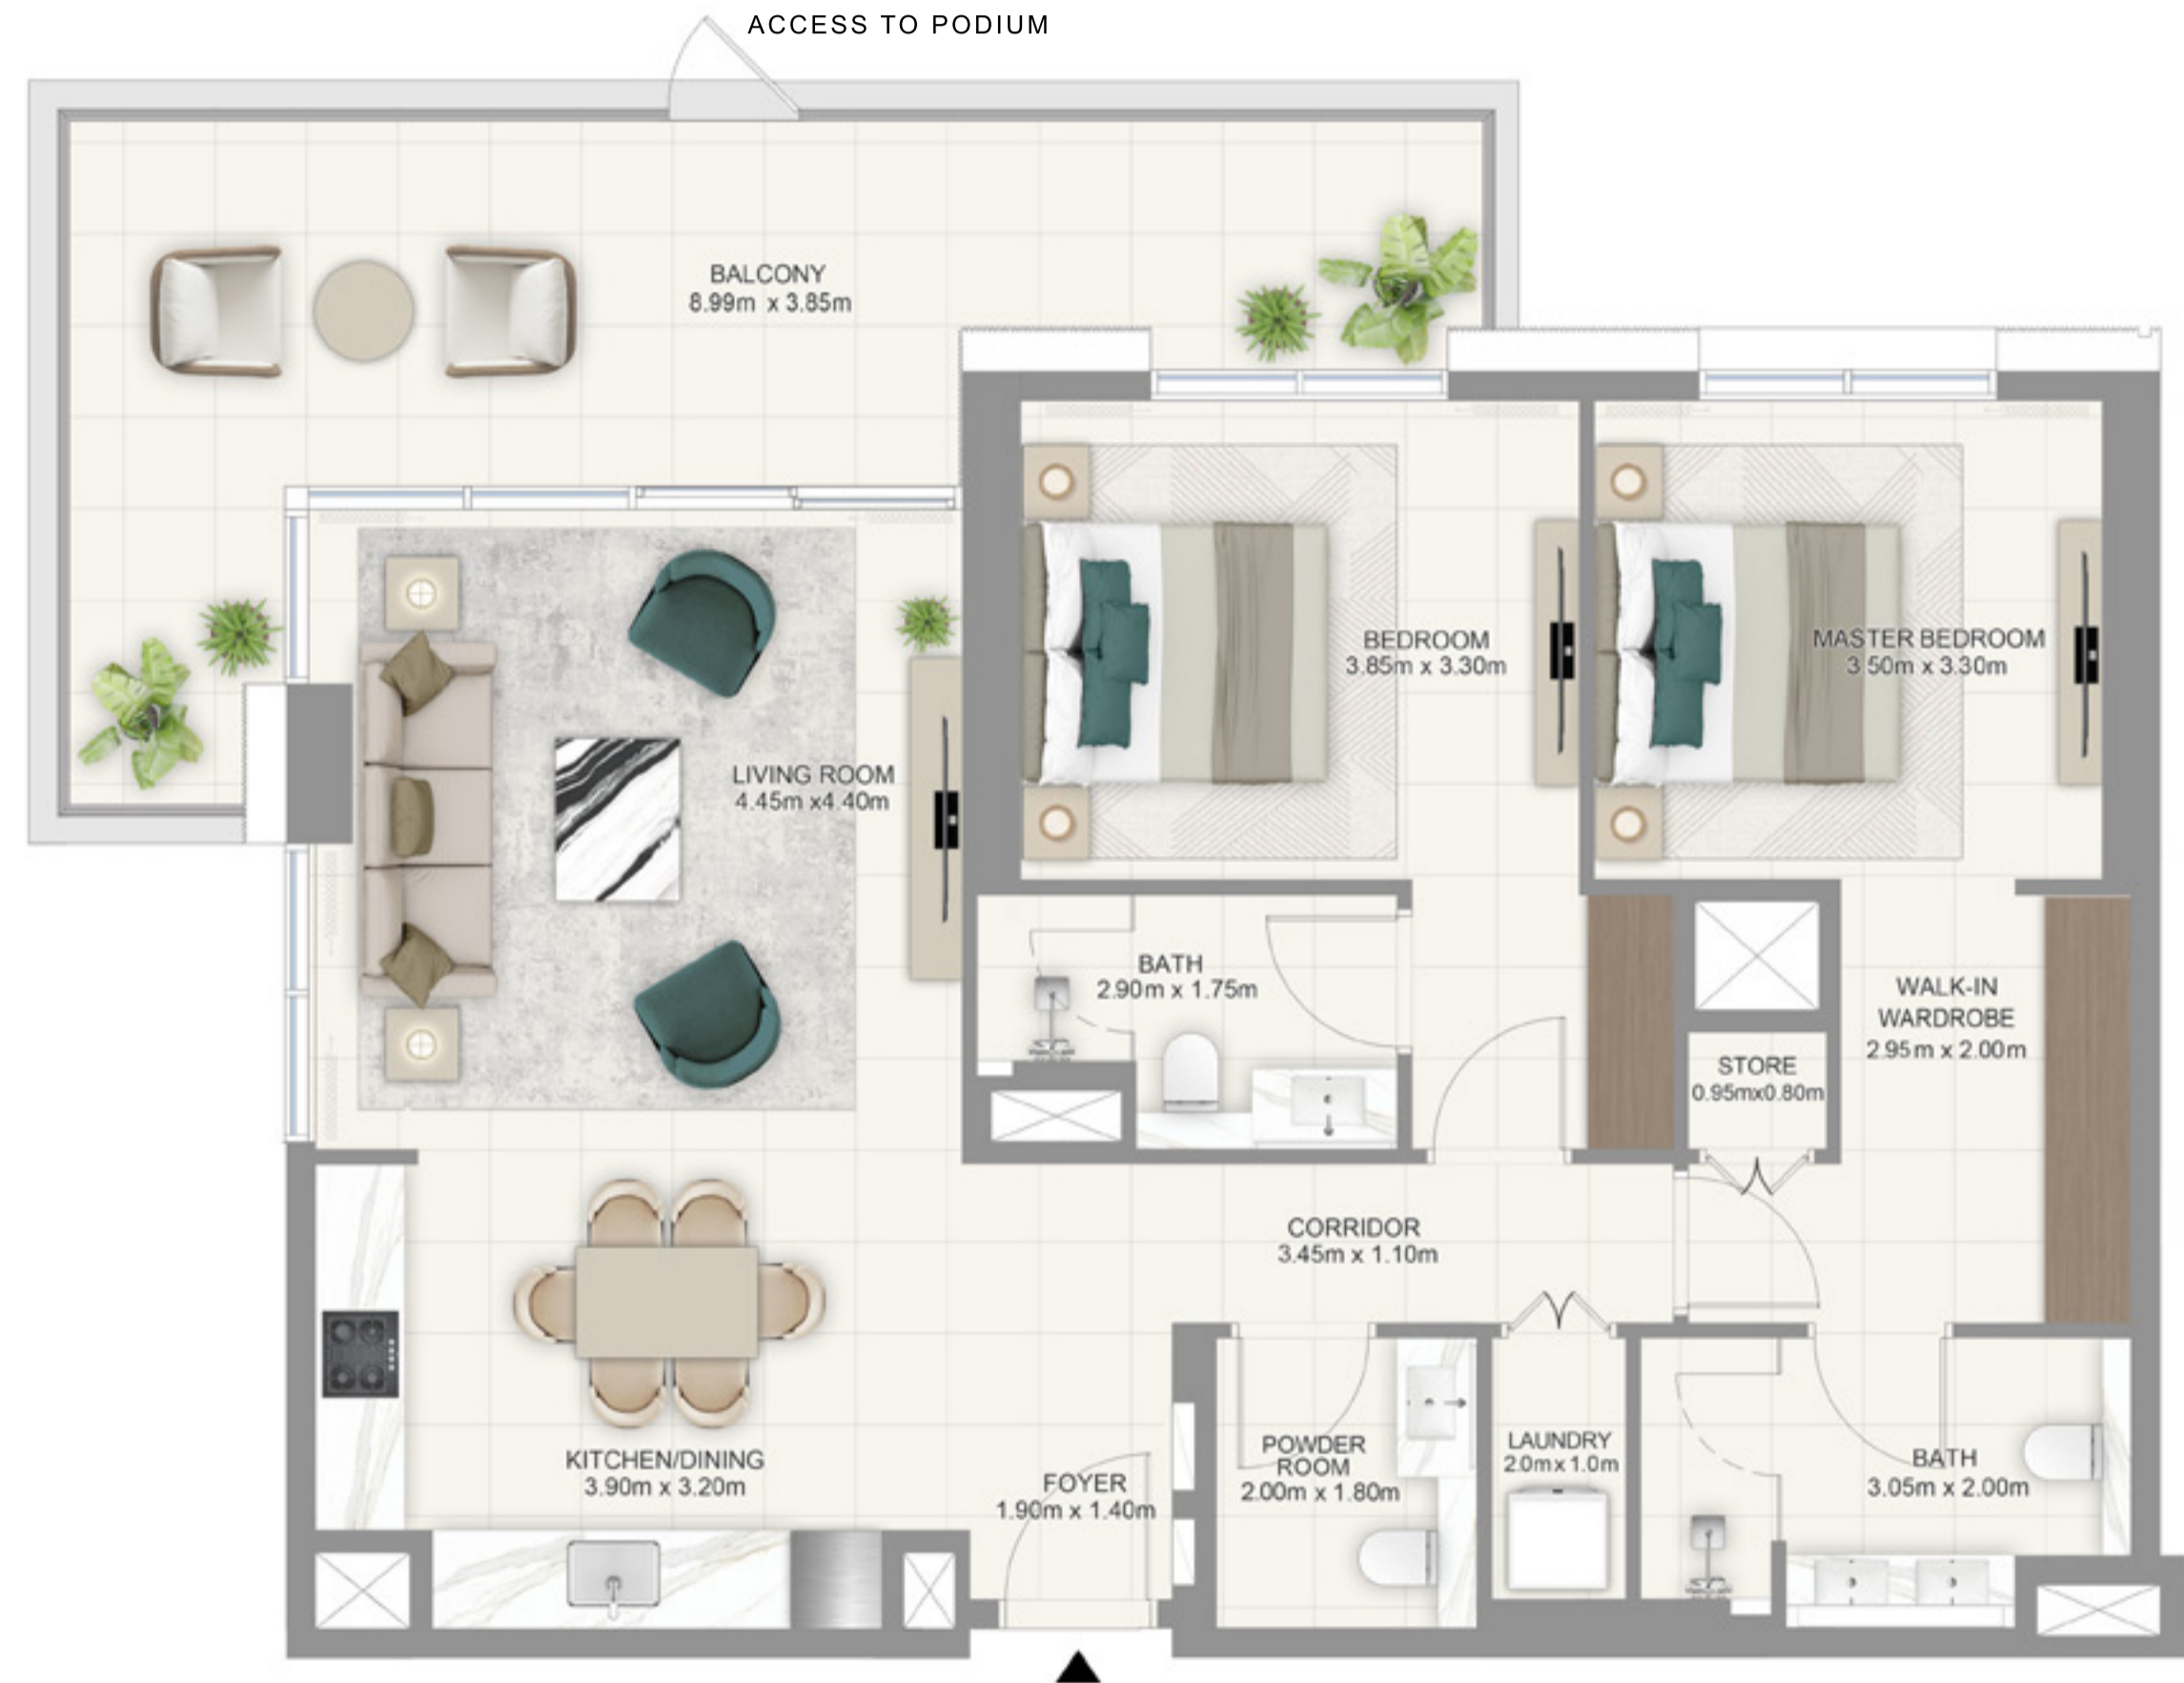 ACCESS TO PODIUM
BALCONY
8.99m x 3.85m
BEDROOM
3.85m x 3.30m
MASTER BEDROOM
3.50m x 3.30m
LIVING ROOM
4.45m x4.40m
BATH
2.90m x 1.75m
WALK-IN
WARDROBE
2.95m x 2.00m
STORE
0.95mx0.80m
CORRIDOR
3.45m x 1.10m
KITCHEN/DINING
3.90m x 3.20m
FOYER
1.90m x 1.40m
POWDER
ROOM
2.00m x 1.80m
LAUNDRY
2.0m x 1.0m
BATH
3.05m x 2.00m